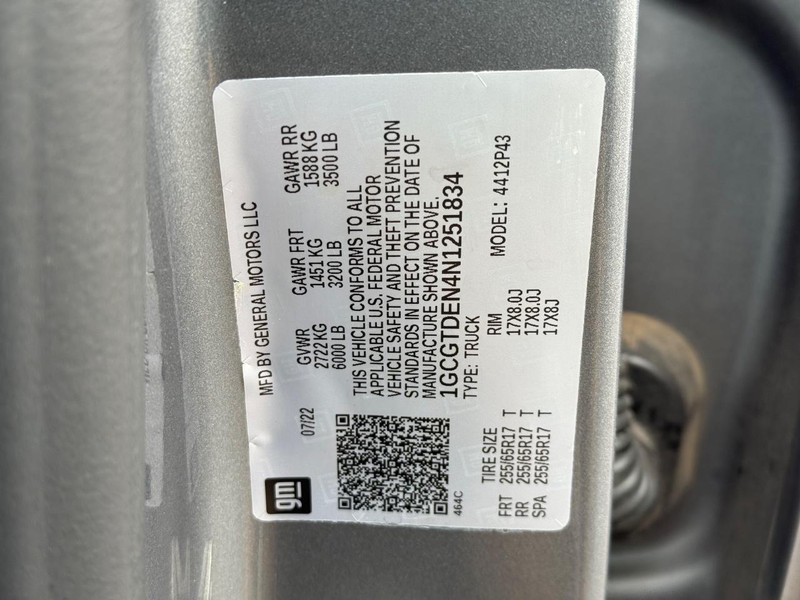 gm
07/22
MFD BY GENERAL MOTORS LLC
GVWR GAWR FRT GAWR RR
2722 KG 1451 KG 1588 KG
6000 LB 3200 LB 3500 LB
THIS VEHICLE CONFORMS TO ALL
APPLICABLE U.S. FEDERAL MOTOR
VEHICLE SAFETY AND THEFT PREVENTION
STANDARDS IN EFFECT ON THE DATE OF
MANUFACTURE SHOWN ABOVE.
1GCGTDEN4N1251834
464C
TYPE: TRUCK
TIRE SIZE RIM MODEL: 4412P43
FRT 255/65R17 T 17X8.0J
RR 255/65R17 T 17X8.0J
SPA 255/65R17 T 17X8J